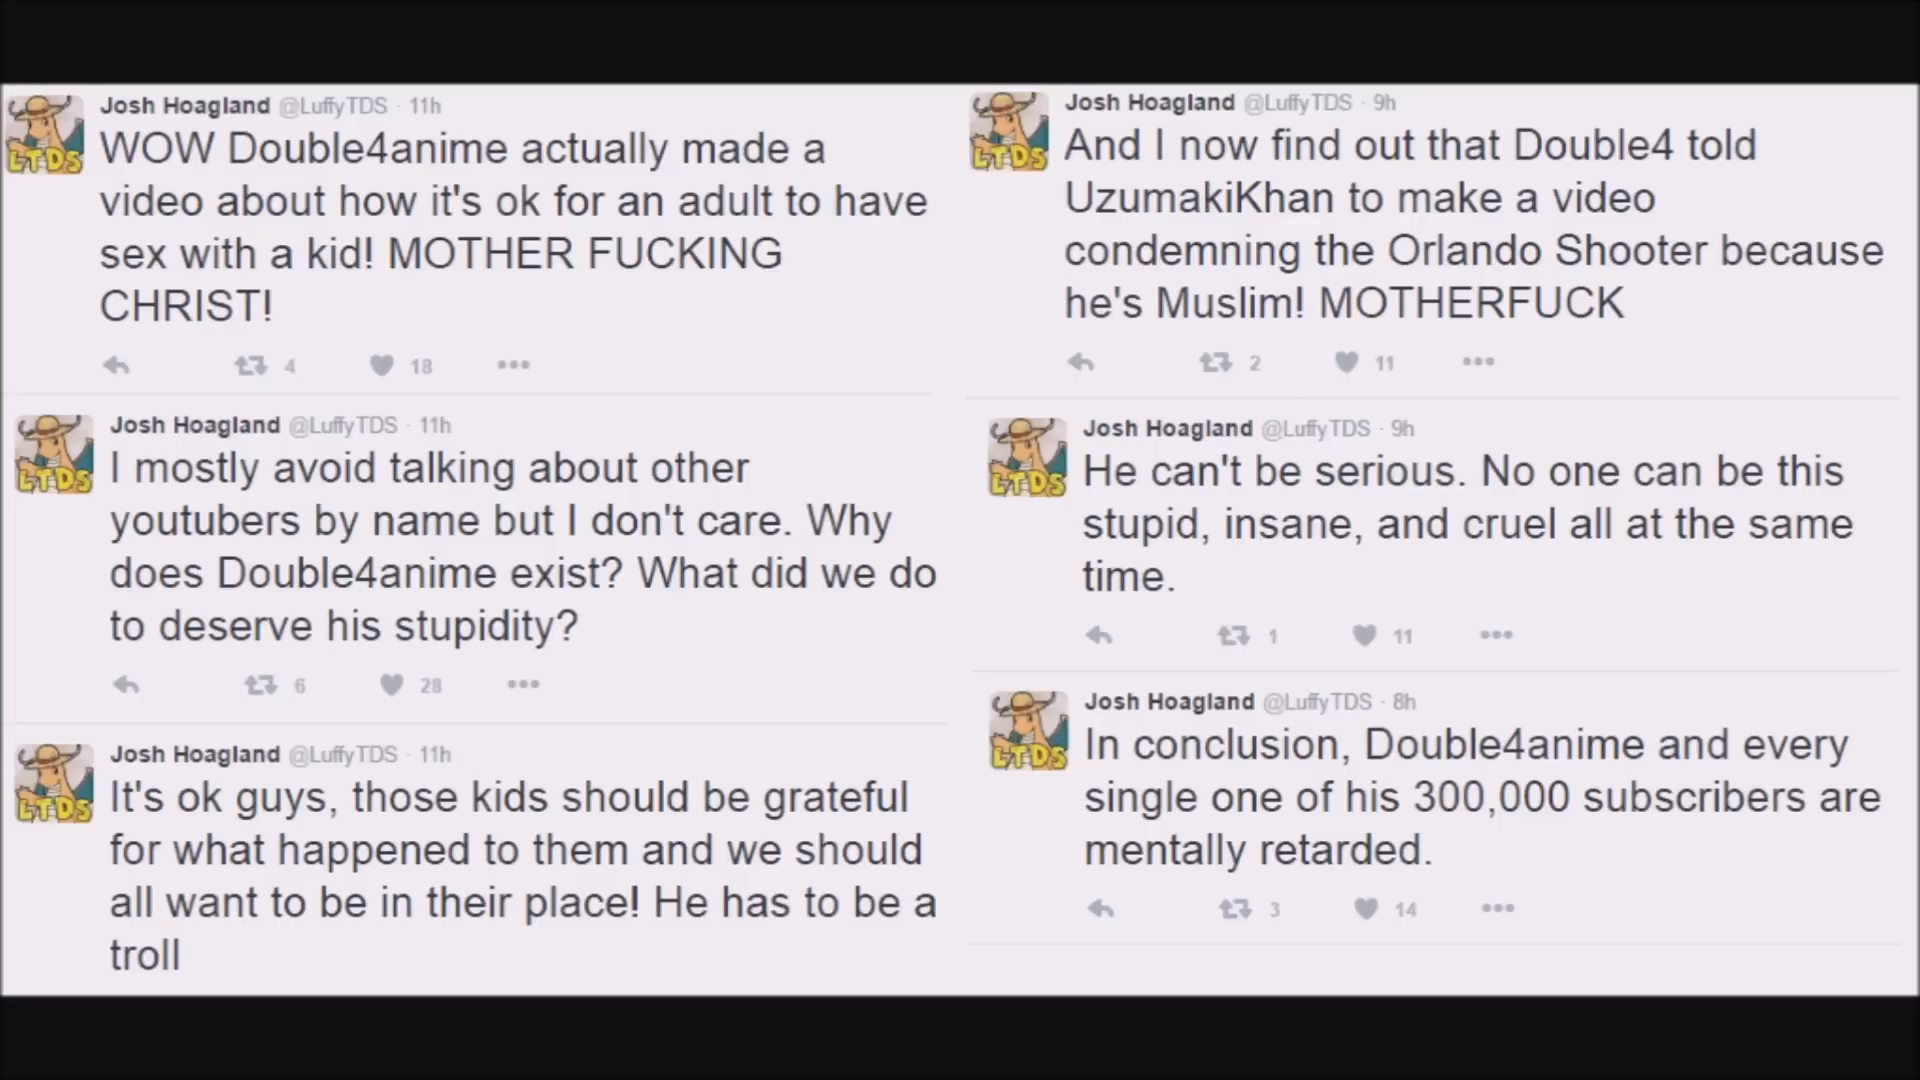 Josh Hoagland @LuffyTDS · 11h
WOW Double4anime actually made a
video about how it's ok for an adult to have
sex with a kid! MOTHER FUCKING
CHRIST!
4 18
LTDS
Josh Hoagland @LuffyTDS · 11h
I mostly avoid talking about other
youtubers by name but I don't care. Why
does Double4anime exist? What did we do
to deserve his stupidity?
6 28
LTDS
Josh Hoagland @LuffyTDS · 11h
It's ok guys, those kids should be grateful
for what happened to them and we should
all want to be in their place! He has to be a
troll
LTDS
Josh Hoagland @LuffyTDS · 9h
And I now find out that Double4 told
UzumakiKhan to make a video
condemning the Orlando Shooter because
he's Muslim! MOTHERFUCK
2 11
LTDS
Josh Hoagland @LuffyTDS · 9h
He can't be serious. No one can be this
stupid, insane, and cruel all at the same
time.
1 11
LTDS
Josh Hoagland @LuffyTDS · 8h
In conclusion, Double4anime and every
single one of his 300,000 subscribers are
mentally retarded.
3 14
LTDS